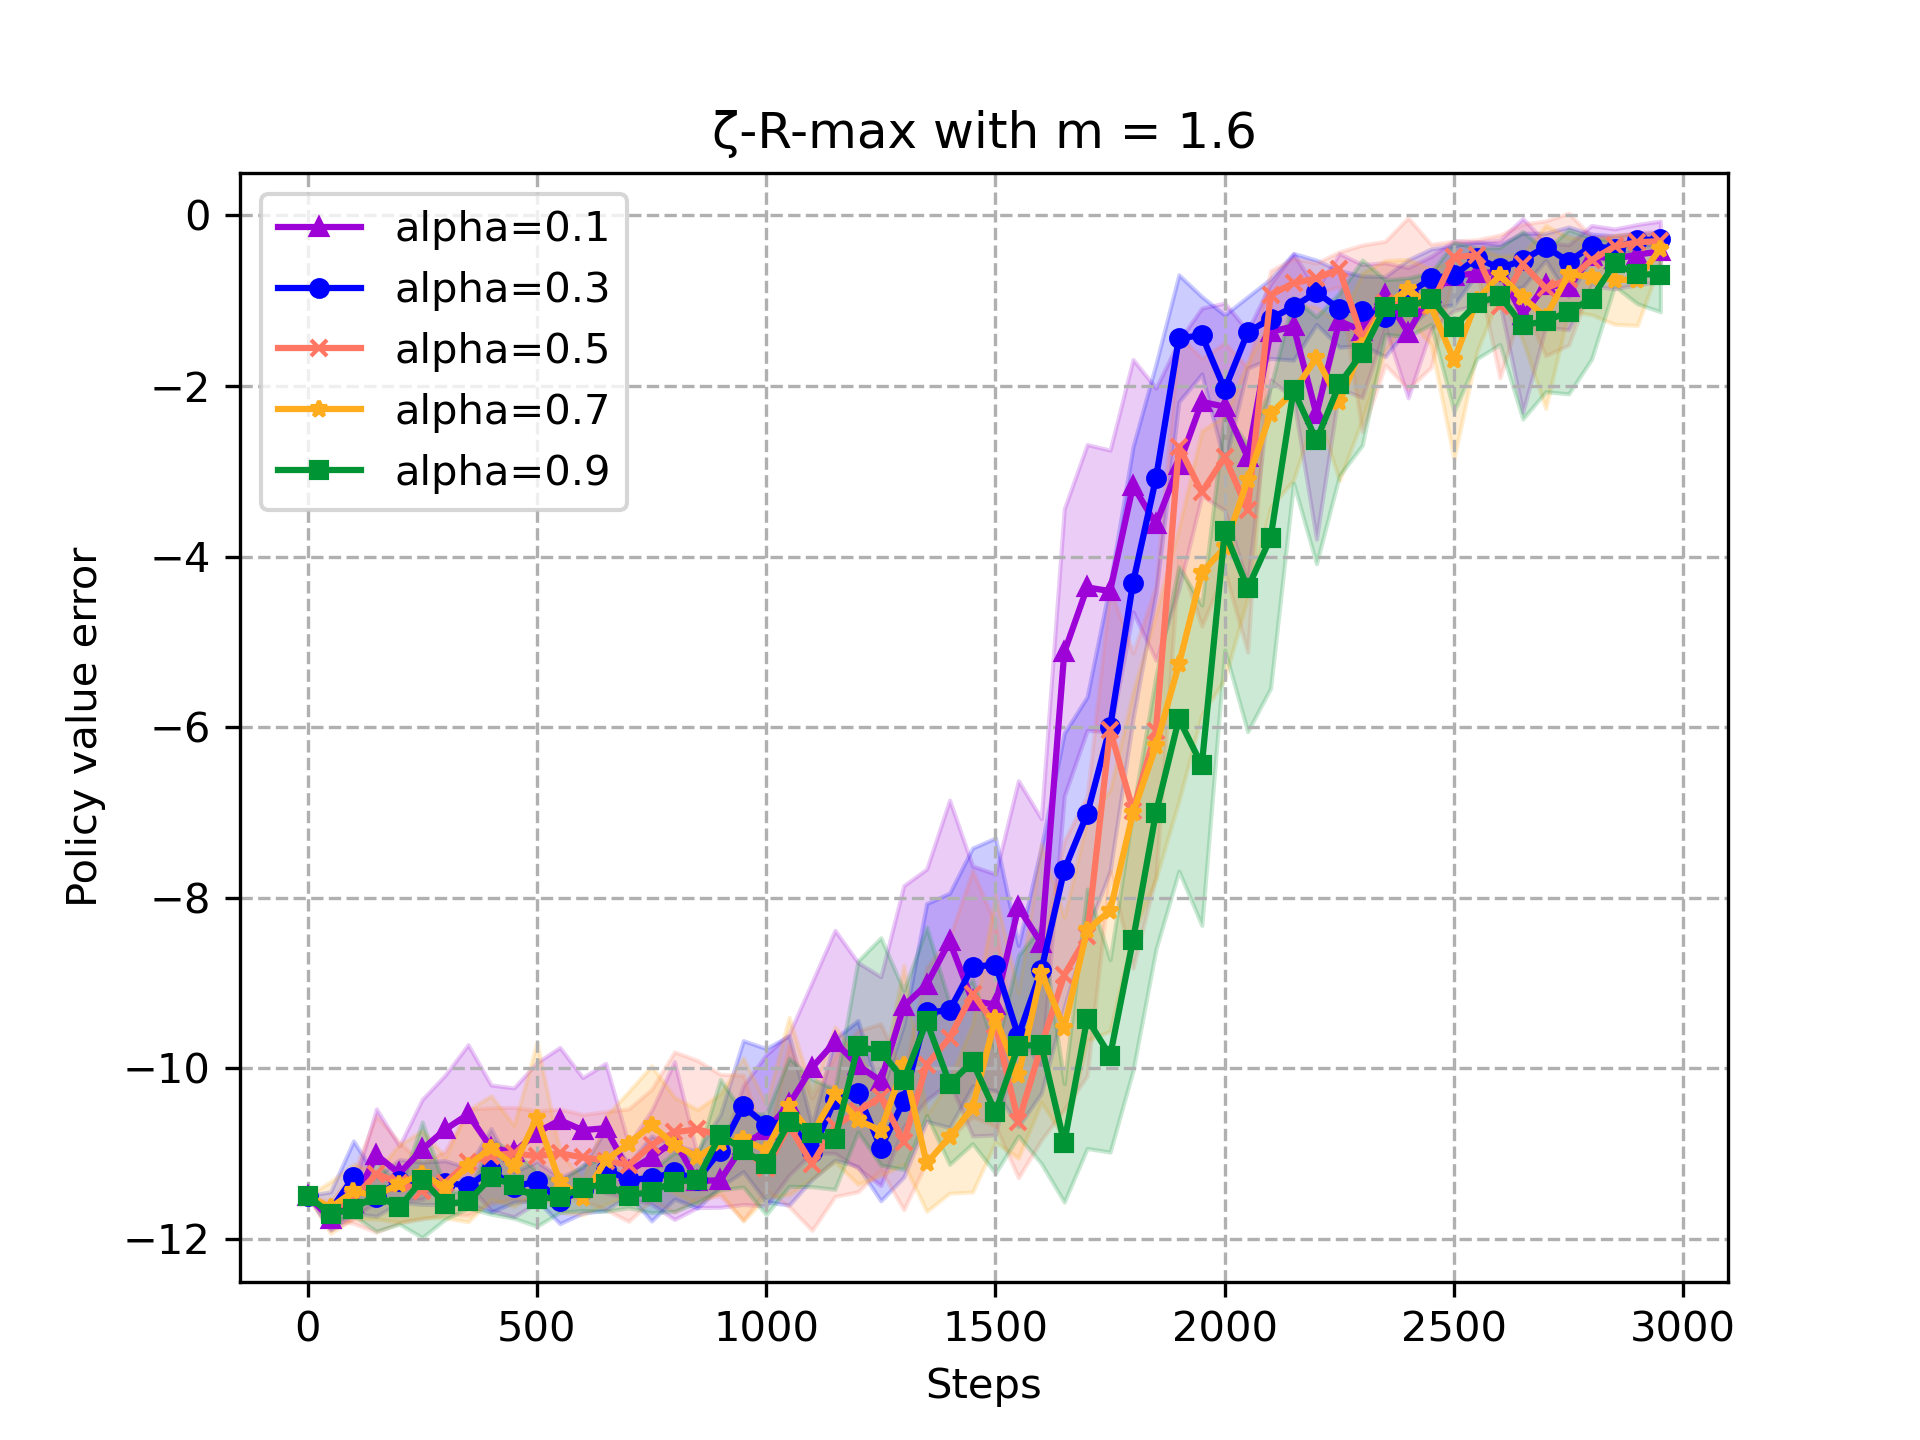 ζ-R-max with m = 1.6
alpha=0.1
alpha=0.3
alpha=0.5
alpha=0.7
alpha=0.9
Policy value error
0
−2
−4
−6
−8
−10
−12
0 500 1000 1500 2000 2500 3000
Steps